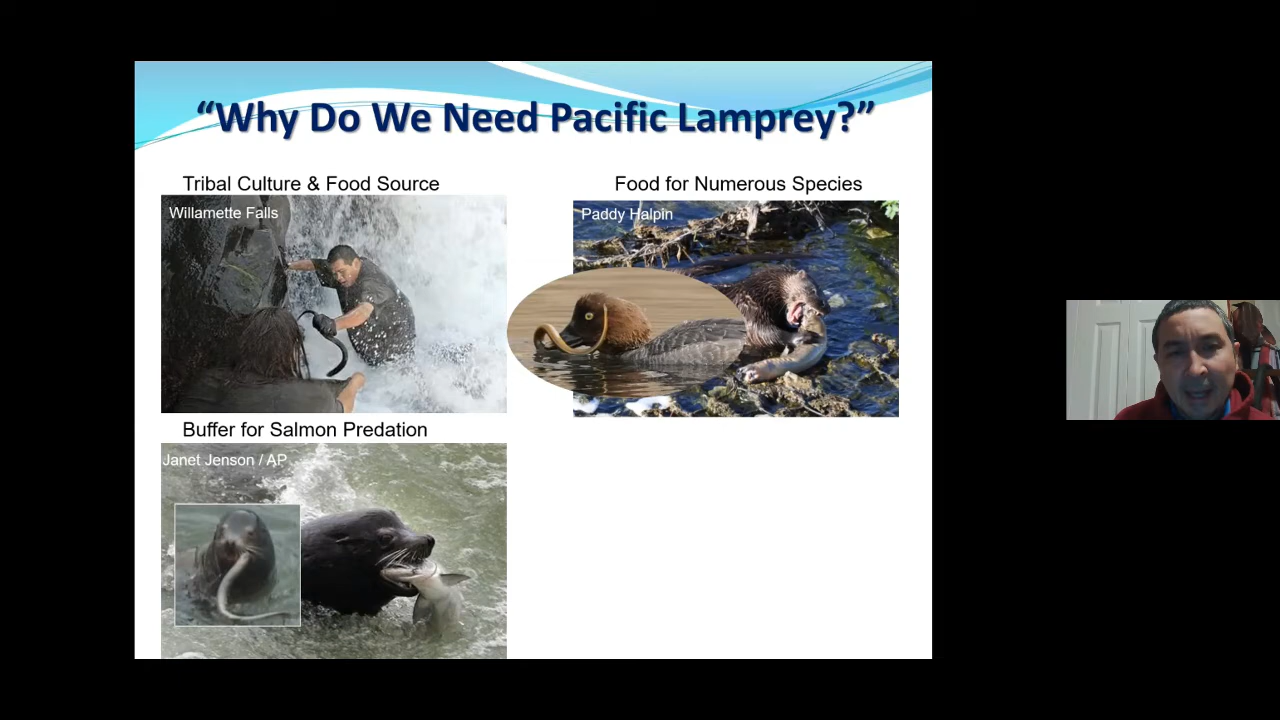 “Why Do We Need Pacific Lamprey?”
Tribal Culture & Food Source
Willamette Falls
Food for Numerous Species
Paddy Halpin
Buffer for Salmon Predation
Janet Jenson / AP